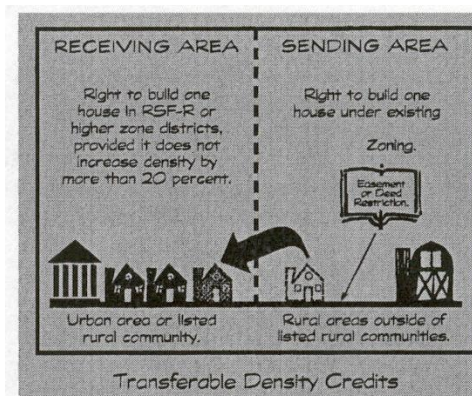 RECEIVING AREA
Right to build one
house in RSF-R or
higher zone districts,
provided it does not
increase density by
more than 20 percent.
Urban area or listed
rural community.
SENDING AREA
Right to build one
house under existing
Zoning.
Easement
or Deed
Restriction.
Rural areas outside of
listed rural communities.
Transferable Density Credits